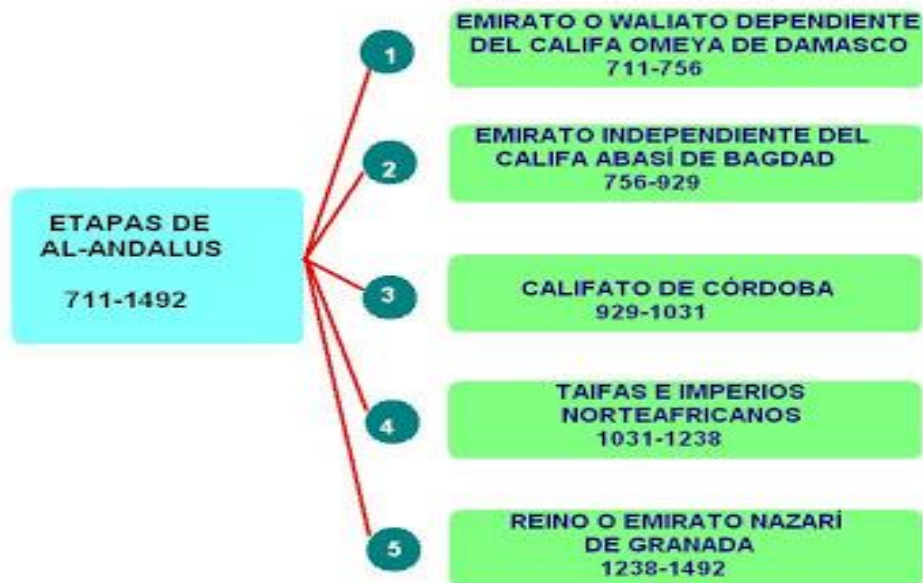 ETAPAS DE
AL-ANDALUS
711-1492
1
EMIRATO O WALIATO DEPENDIENTE
DEL CALIFA OMEYA DE DAMASCO
711-756
2
EMIRATO INDEPENDIENTE DEL
CALIFA ABASÍ DE BAGDAD
756-929
3
CALIFATO DE CÓRDOBA
929-1031
4
TAIFAS E IMPERIOS
NORTEAFRICANOS
1031-1238
5
REINO O EMIRATO NAZARÍ
DE GRANADA
1238-1492